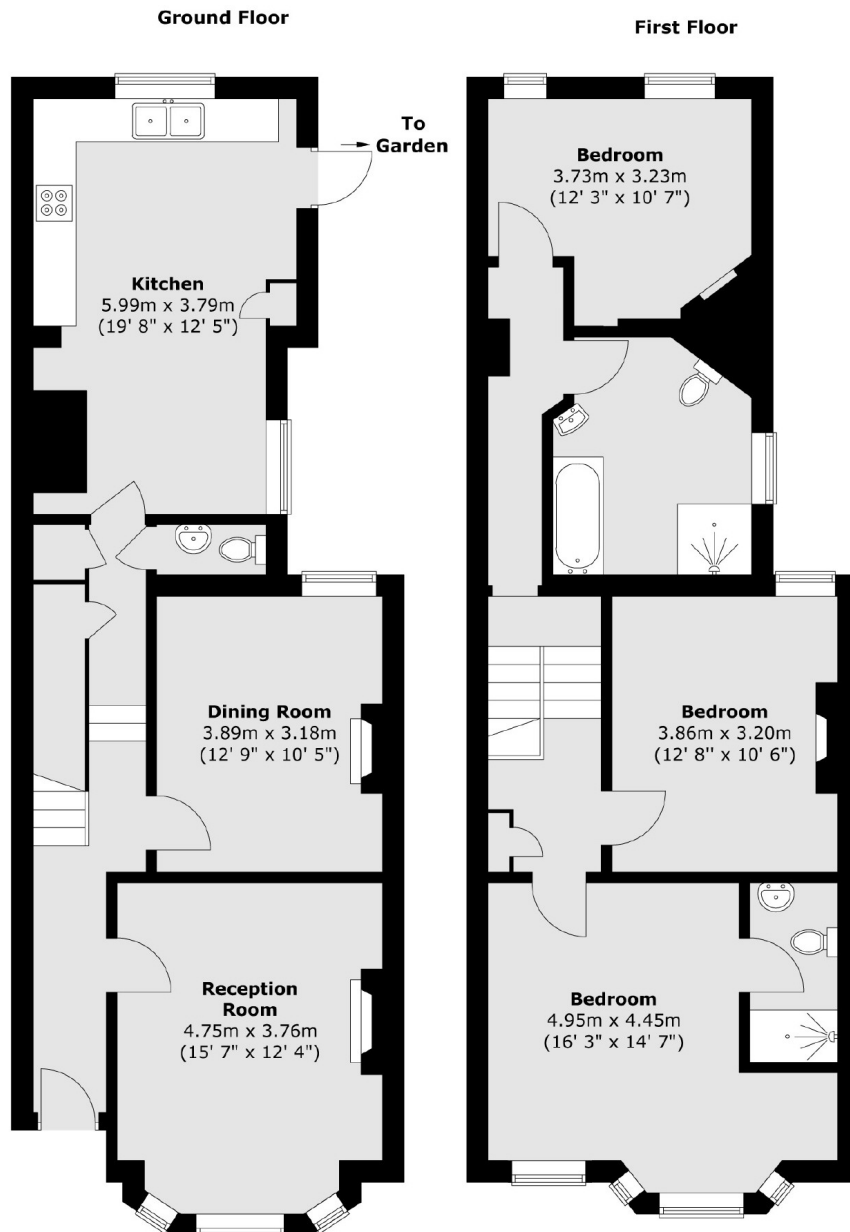 Ground Floor
To
Garden
Kitchen
5.99m x 3.79m
(19' 8" x 12' 5")
Dining Room
3.89m x 3.18m
(12' 9" x 10' 5")
Reception
Room
4.75m x 3.76m
(15' 7" x 12' 4")
First Floor
Bedroom
3.73m x 3.23m
(12' 3" x 10' 7")
Bedroom
3.86m x 3.20m
(12' 8'' x 10' 6")
Bedroom
4.95m x 4.45m
(16' 3" x 14' 7")